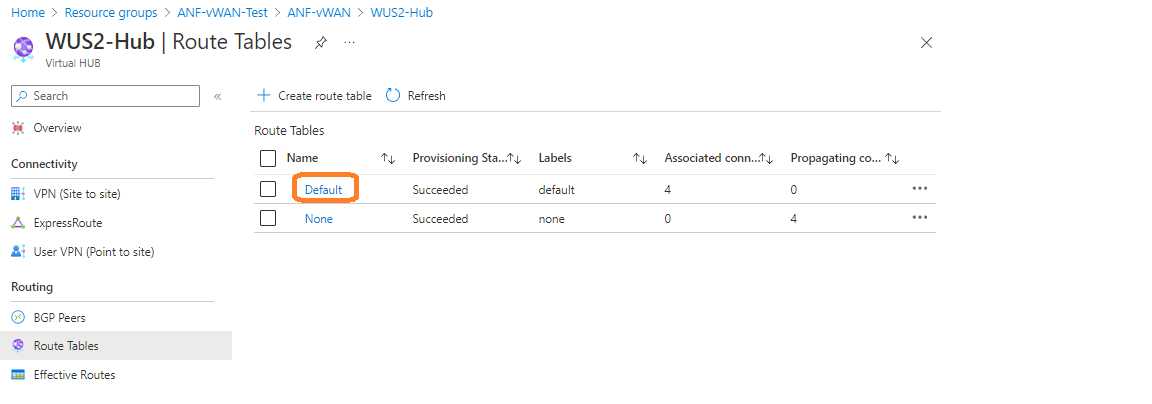 Home > Resource groups > ANF-vWAN-Test > ANF-vWAN > WUS2-Hub
WUS2-Hub | Route Tables ...
Virtual HUB
Search «
Overview
Connectivity
VPN (Site to site)
ExpressRoute
User VPN (Point to site)
Routing
BGP Peers
Route Tables
Effective Routes
+ Create route table Refresh
Route Tables
Name ↑↓ Provisioning Sta...↑↓ Labels ↑↓ Associated conn...↑↓ Propagating co... ↑↓
Default Succeeded default 4 0 ...
None Succeeded none 0 4 ...